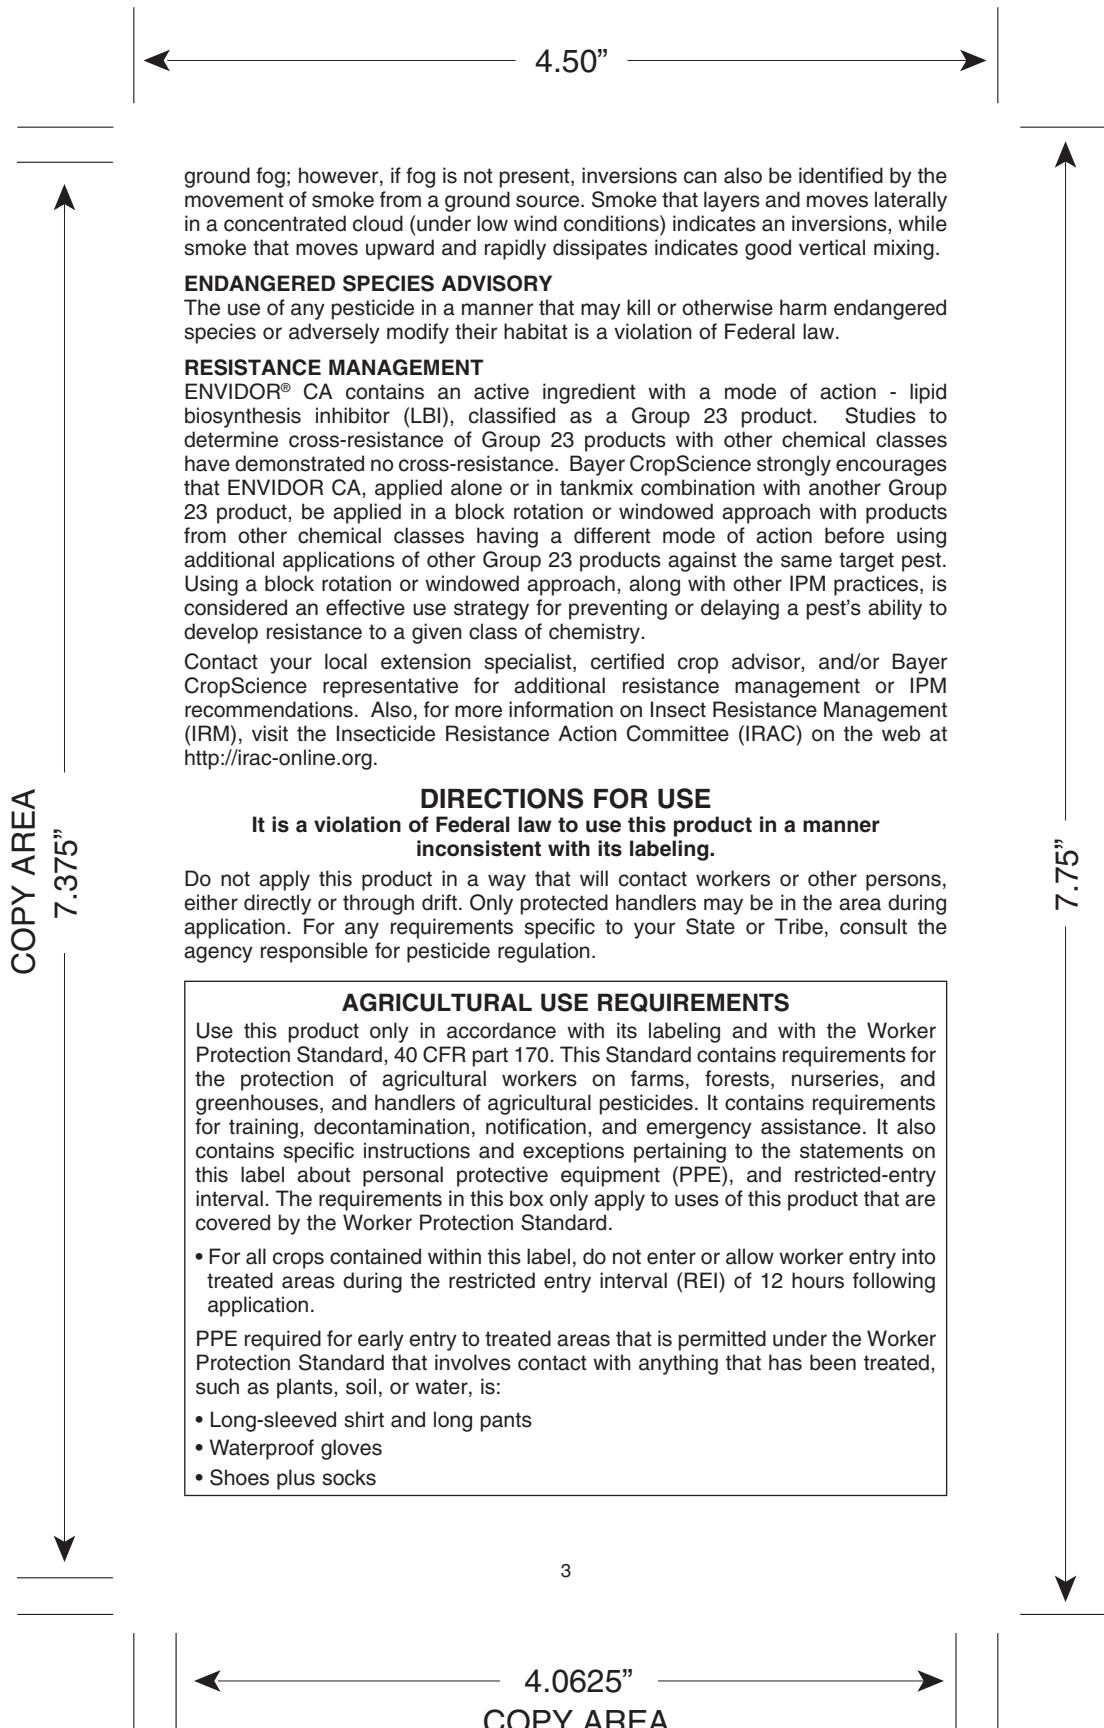 4.50”
ground fog; however, if fog is not present, inversions can also be identified by the
movement of smoke from a ground source. Smoke that layers and moves laterally
in a concentrated cloud (under low wind conditions) indicates an inversions, while
smoke that moves upward and rapidly dissipates indicates good vertical mixing.
ENDANGERED SPECIES ADVISORY
The use of any pesticide in a manner that may kill or otherwise harm endangered
species or adversely modify their habitat is a violation of Federal law.
RESISTANCE MANAGEMENT
ENVIDOR® CA contains an active ingredient with a mode of action - lipid
biosynthesis inhibitor (LBI), classified as a Group 23 product. Studies to
determine cross-resistance of Group 23 products with other chemical classes
have demonstrated no cross-resistance. Bayer CropScience strongly encourages
that ENVIDOR CA, applied alone or in tankmix combination with another Group
23 product, be applied in a block rotation or windowed approach with products
from other chemical classes having a different mode of action before using
additional applications of other Group 23 products against the same target pest.
Using a block rotation or windowed approach, along with other IPM practices, is
considered an effective use strategy for preventing or delaying a pest’s ability to
develop resistance to a given class of chemistry.
Contact your local extension specialist, certified crop advisor, and/or Bayer
CropScience representative for additional resistance management or IPM
recommendations. Also, for more information on Insect Resistance Management
(IRM), visit the Insecticide Resistance Action Committee (IRAC) on the web at
http://irac-online.org.
DIRECTIONS FOR USE
It is a violation of Federal law to use this product in a manner
inconsistent with its labeling.
Do not apply this product in a way that will contact workers or other persons,
either directly or through drift. Only protected handlers may be in the area during
application. For any requirements specific to your State or Tribe, consult the
agency responsible for pesticide regulation.
AGRICULTURAL USE REQUIREMENTS
Use this product only in accordance with its labeling and with the Worker
Protection Standard, 40 CFR part 170. This Standard contains requirements for
the protection of agricultural workers on farms, forests, nurseries, and
greenhouses, and handlers of agricultural pesticides. It contains requirements
for training, decontamination, notification, and emergency assistance. It also
contains specific instructions and exceptions pertaining to the statements on
this label about personal protective equipment (PPE), and restricted-entry
interval. The requirements in this box only apply to uses of this product that are
covered by the Worker Protection Standard.
• For all crops contained within this label, do not enter or allow worker entry into
treated areas during the restricted entry interval (REI) of 12 hours following
application.
PPE required for early entry to treated areas that is permitted under the Worker
Protection Standard that involves contact with anything that has been treated,
such as plants, soil, or water, is:
• Long-sleeved shirt and long pants
• Waterproof gloves
• Shoes plus socks
3
COPY AREA
7.375”
7.75”
4.0625”
COPY AREA